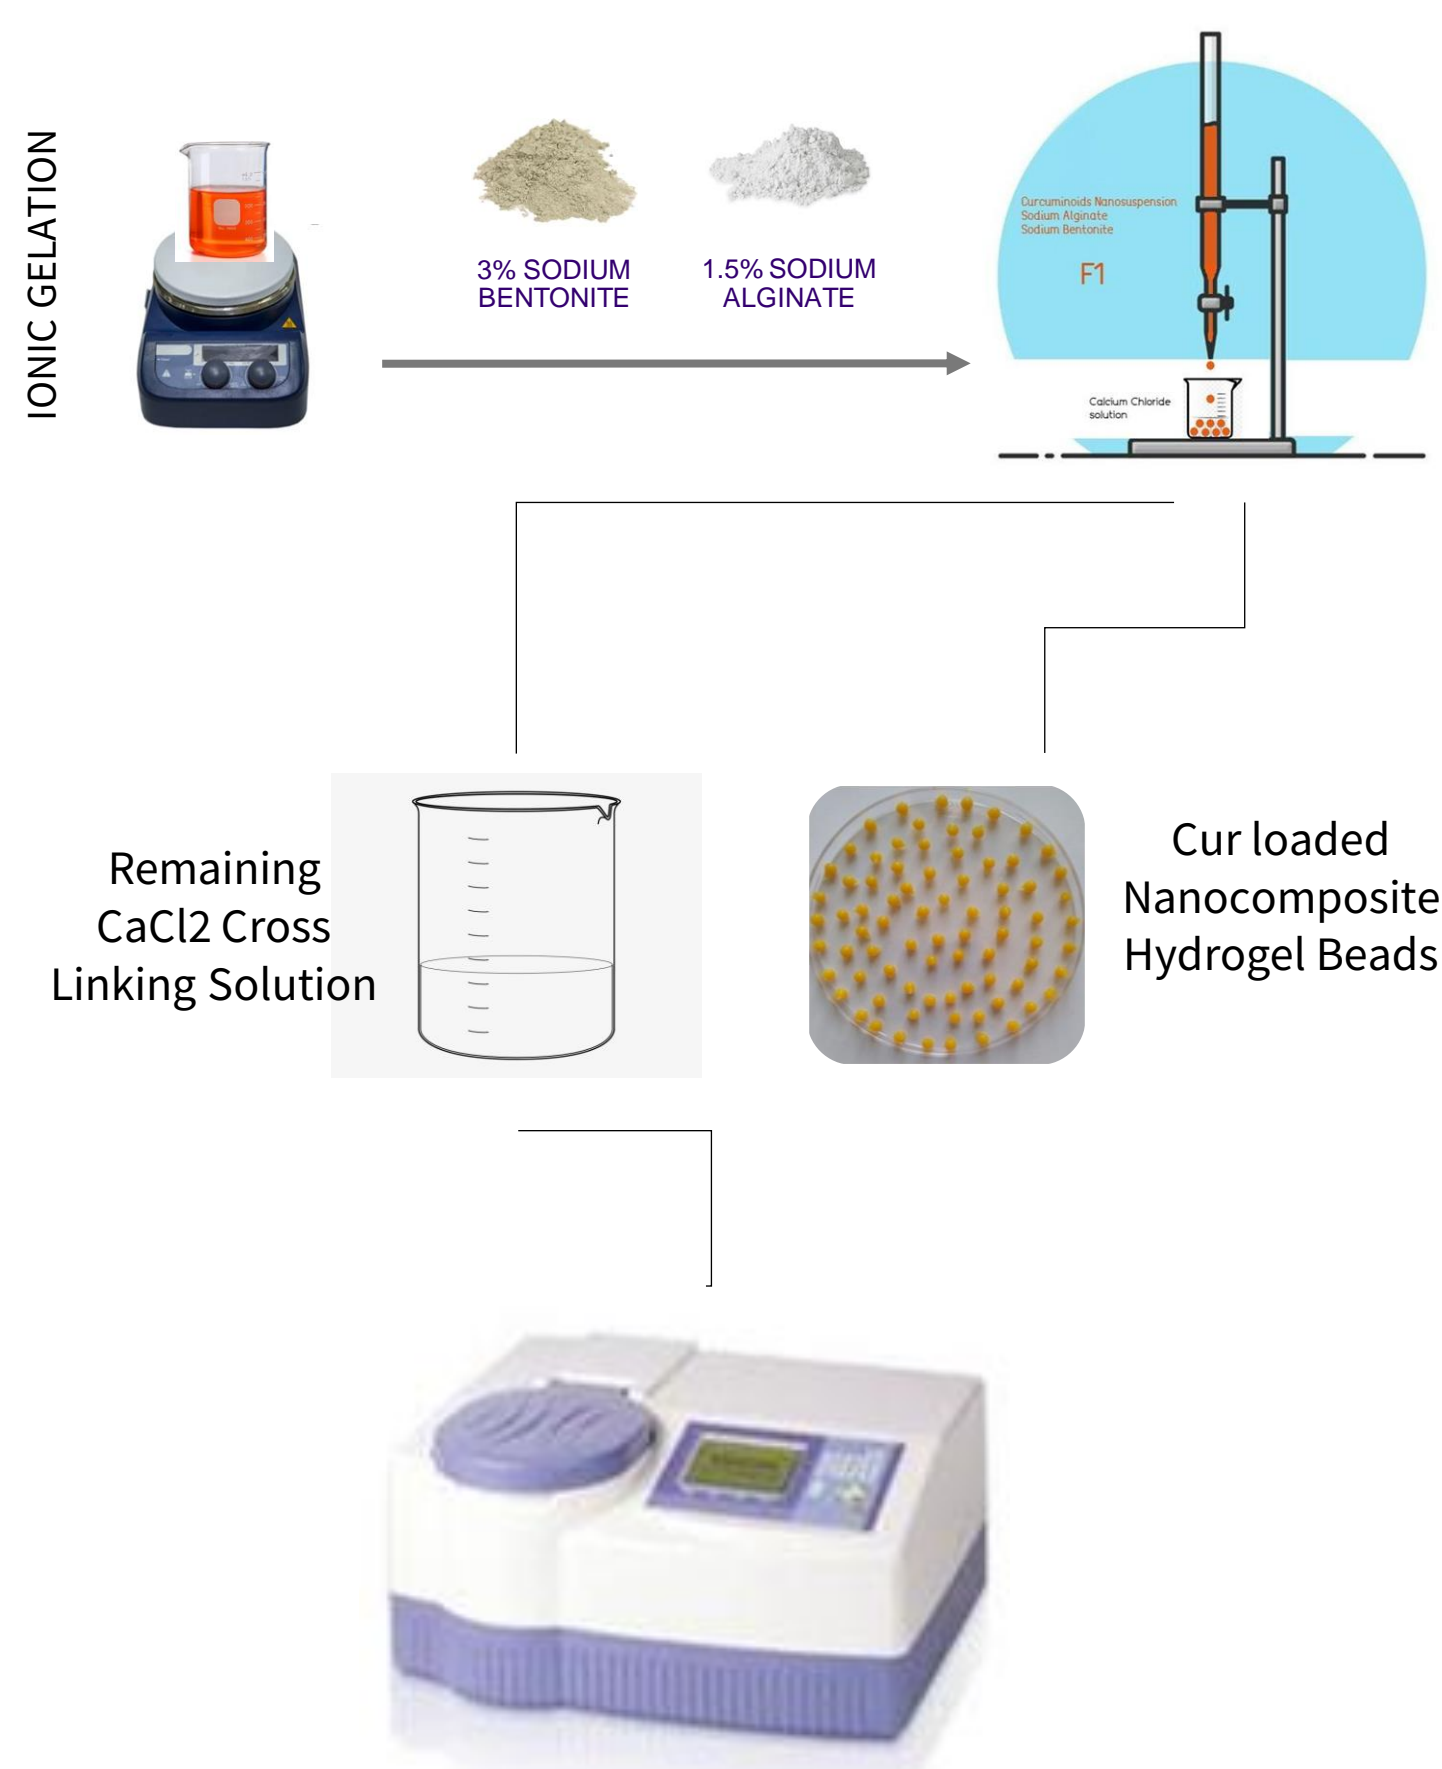 IONIC GELATION
3% SODIUM
BENTONITE
1.5% SODIUM
ALGINATE
Curcuminoids Nanosuspension
Sodium Alginate
Sodium Bentonite
F1
Calcium Chloride
solution
Remaining
CaCl2 Cross
Linking Solution
Cur loaded
Nanocomposite
Hydrogel Beads